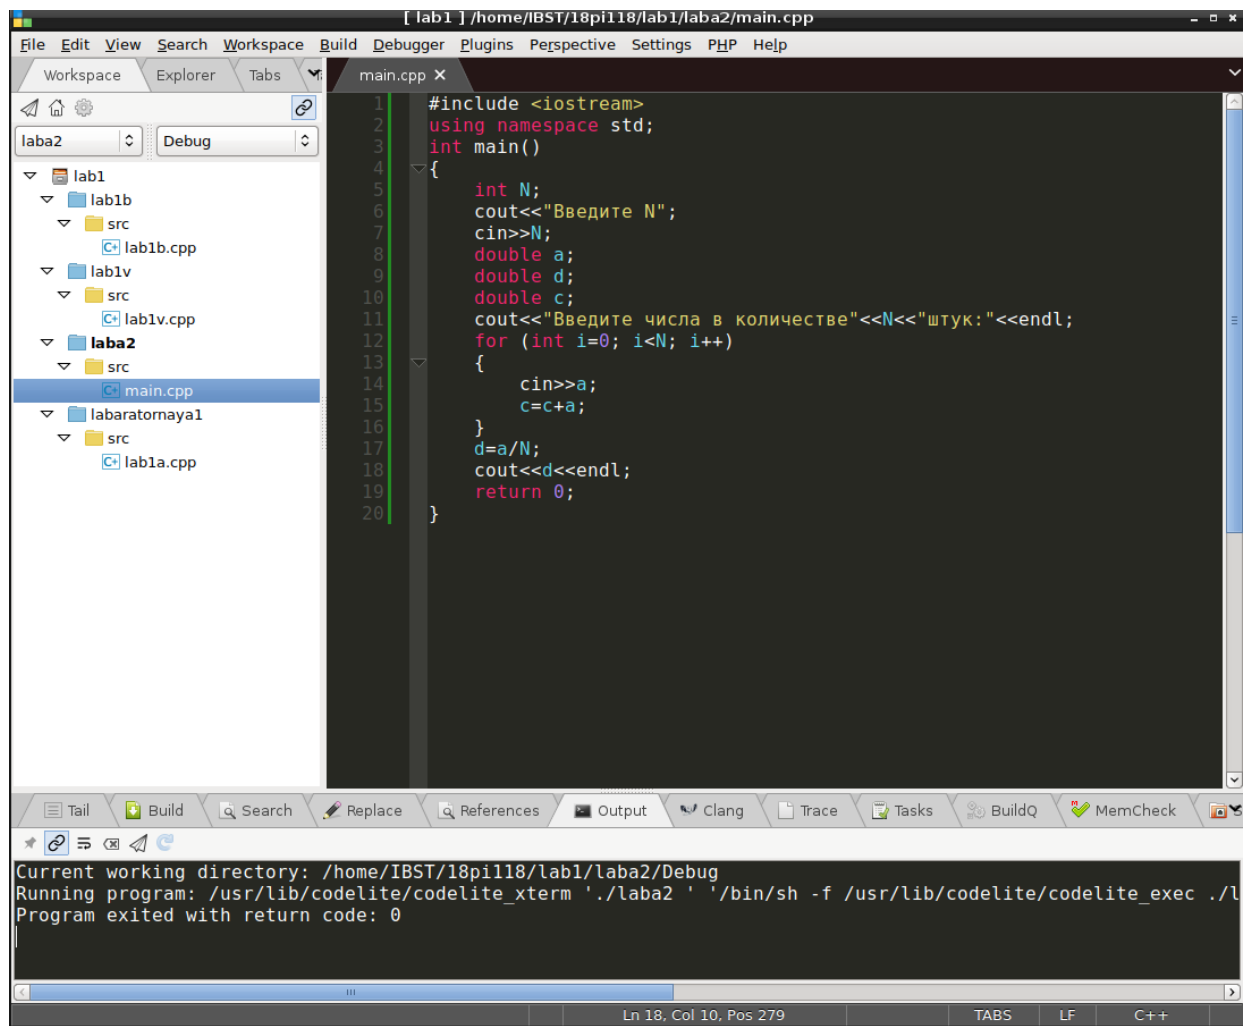 [ lab1 ] /home/IBST/18pi118/lab1/laba2/main.cpp
File Edit View Search Workspace Build Debugger Plugins Perspective Settings PHP Help
Workspace Explorer Tabs
main.cpp
laba2 Debug
lab1
lab1b
src
lab1b.cpp
lab1v
src
lab1v.cpp
laba2
src
main.cpp
labaratornaya1
src
lab1a.cpp
1 #include <iostream>
2 using namespace std;
3 int main()
4 {
5 int N;
6 cout<<"Введите N";
7 cin>>N;
8 double a;
9 double d;
10 double c;
11 cout<<"Введите числа в количестве"<<N<<"штук:"<<endl;
12 for (int i=0; i<N; i++)
13 {
14 cin>>a;
15 c=c+a;
16 }
17 d=a/N;
18 cout<<d<<endl;
19 return 0;
20 }
Tail Build Search Replace References Output Clang Trace Tasks BuildQ MemCheck
Current working directory: /home/IBST/18pi118/lab1/laba2/Debug
Running program: /usr/lib/codelite/codelite_xterm './laba2 ' '/bin/sh -f /usr/lib/codelite/codelite_exec ./l
Program exited with return code: 0
Ln 18, Col 10, Pos 279 TABS LF C++